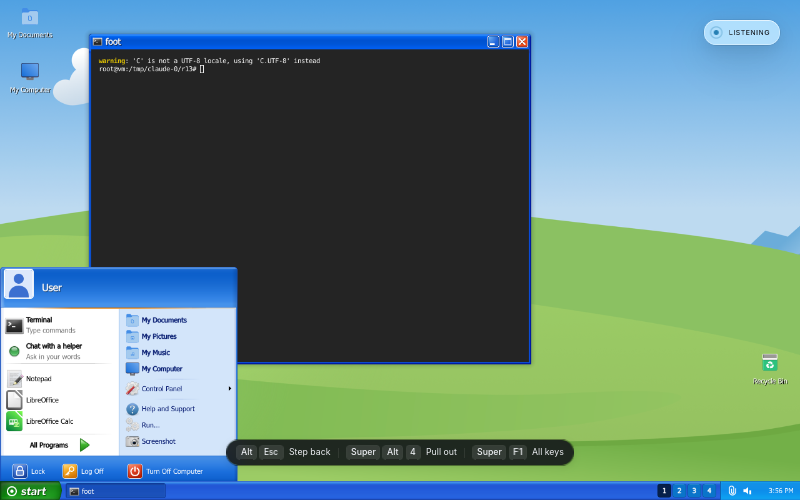 My Documents
My Computer
foot
warning: 'C' is not a UTF-8 locale, using 'C.UTF-8' instead
root@vm:/tmp/claude-0/r13#
LISTENING
User
Terminal
Type commands
Chat with a helper
Ask in your words
Notepad
LibreOffice
LibreOffice Calc
All Programs
My Documents
My Pictures
My Music
My Computer
Control Panel
Help and Support
Run...
Screenshot
Lock
Log Off
Turn Off Computer
Recycle Bin
Alt Esc Step back Super Alt 4 Pull out Super F1 All keys
start
foot
1 2 3 4
3:56 PM